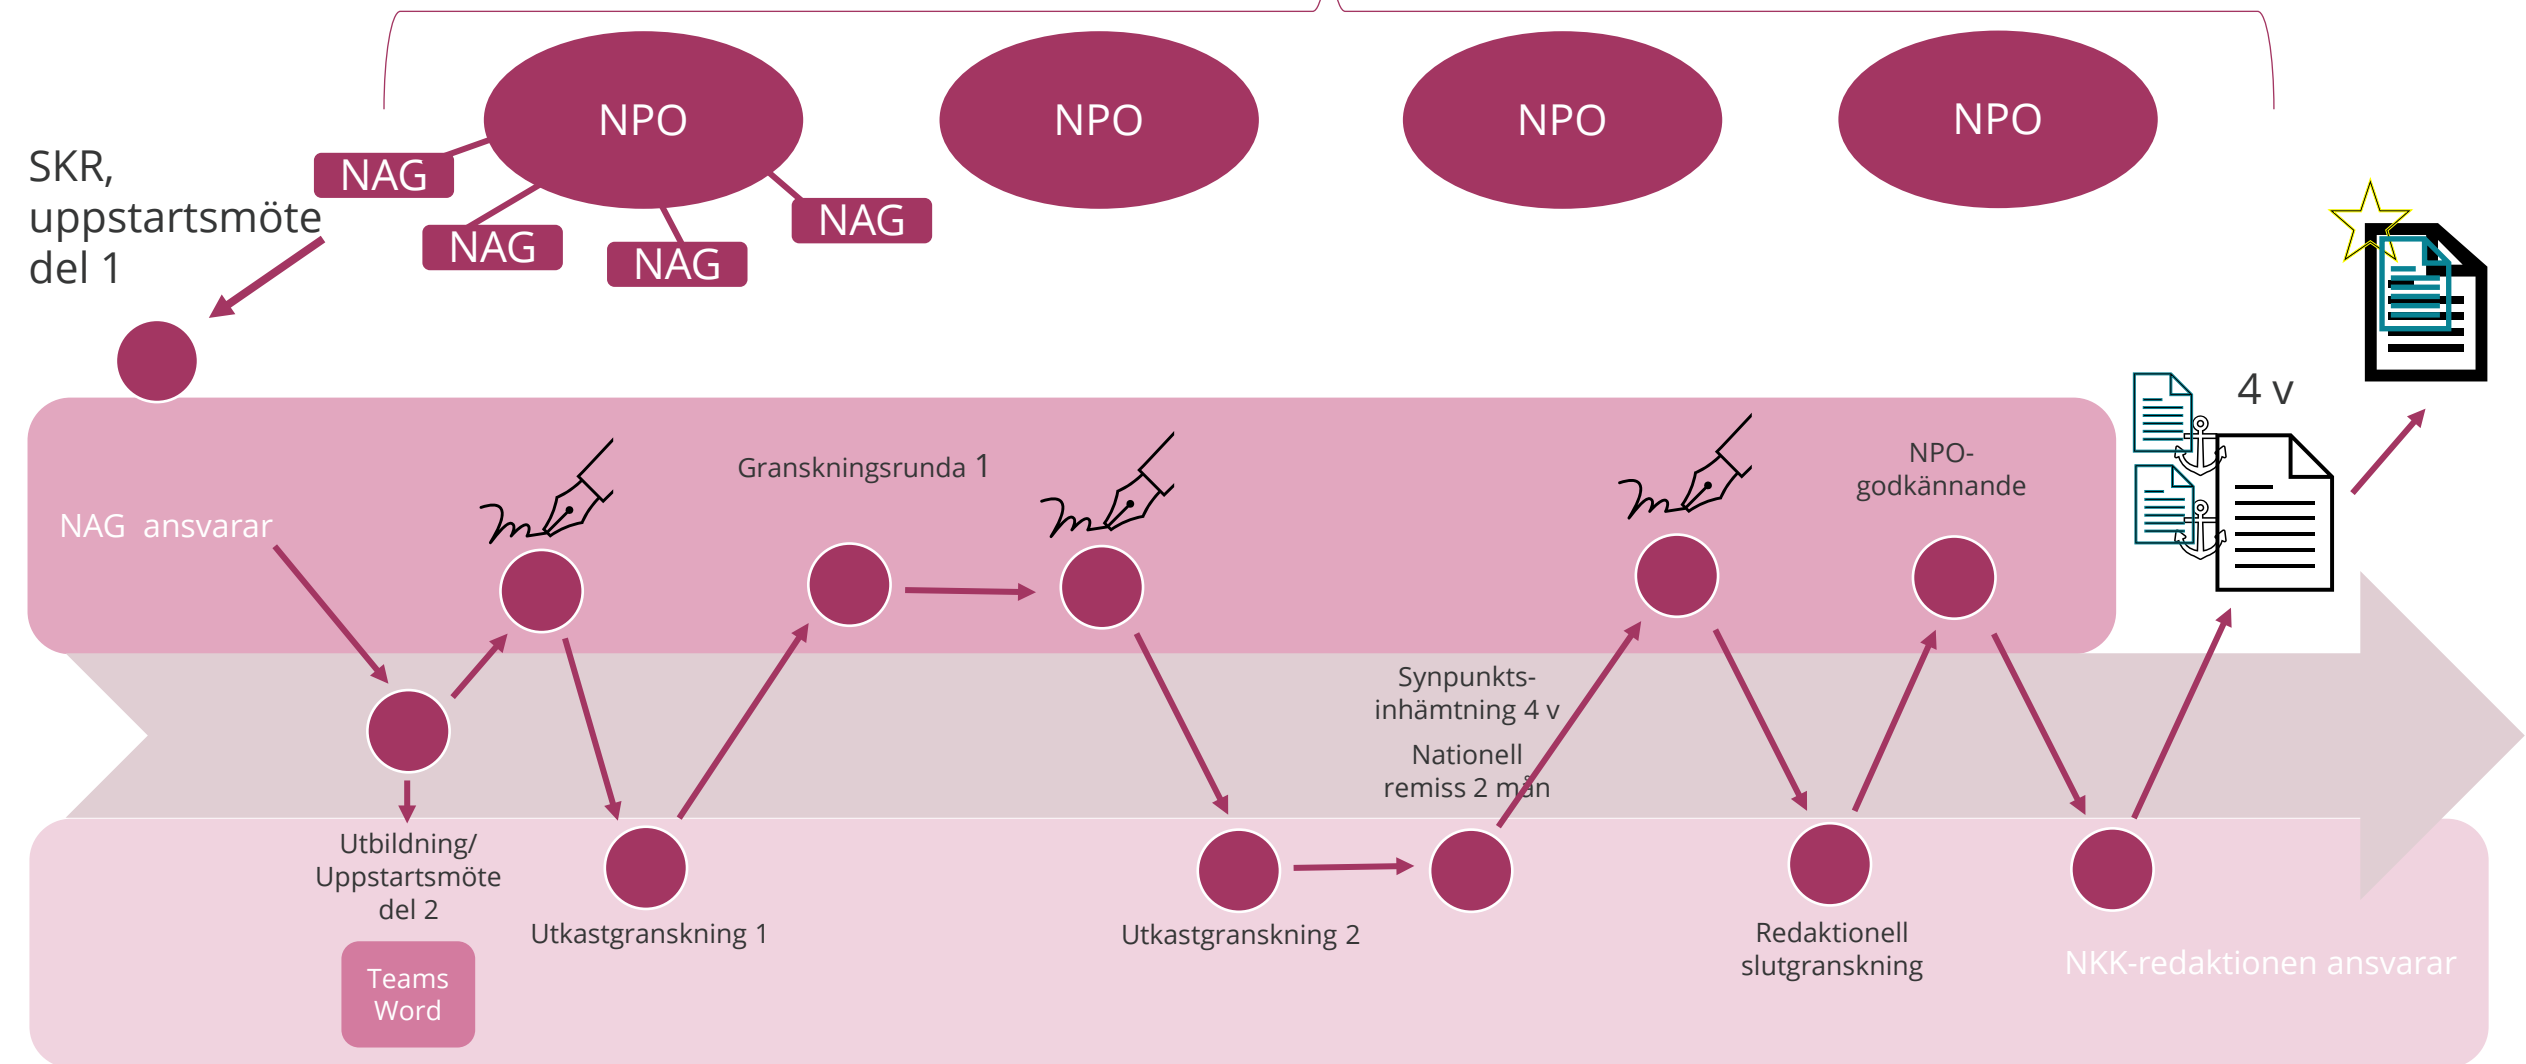 NPO
NPO
NPO
NPO
NAG
NAG
NAG
NAG
SKR,
uppstartsmöte
del 1
4 v
NAG ansvarar
Granskningsrunda 1
NPO-
godkännande
Synpunkts-
inhämtning 4 v
Nationell
remiss 2 mån
Utbildning/
Uppstartsmöte
del 2
Teams
Word
Utkastgranskning 1
Utkastgranskning 2
Redaktionell
slutgranskning
NKK-redaktionen ansvarar